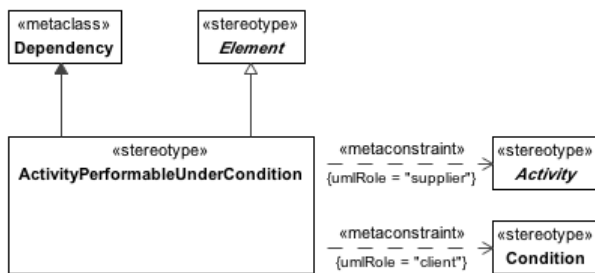 «metaclass»
Dependency
«stereotype»
Element
«stereotype»
ActivityPerformableUnderCondition
«metaconstraint»
{umlRole = "supplier"}
«stereotype»
Activity
«metaconstraint»
{umlRole = "client"}
«stereotype»
Condition